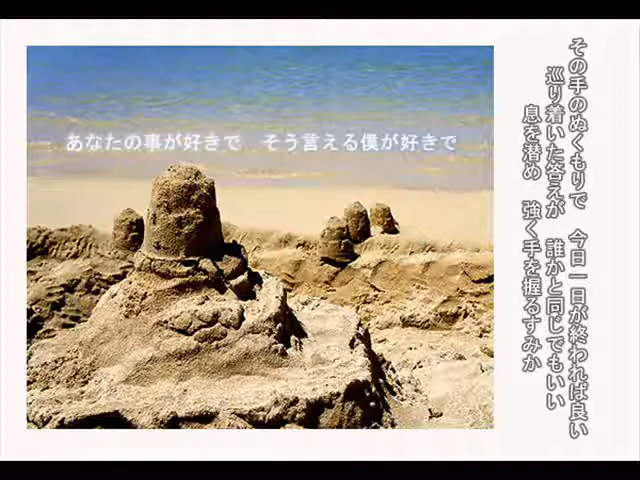 あなたの事が好きで　そう言える僕が好きで
その手のぬくもりで　今日一日が終われば良い
巡り着いた答えが　誰かと同じでもいい
息を潜め　強く手を握るすみか